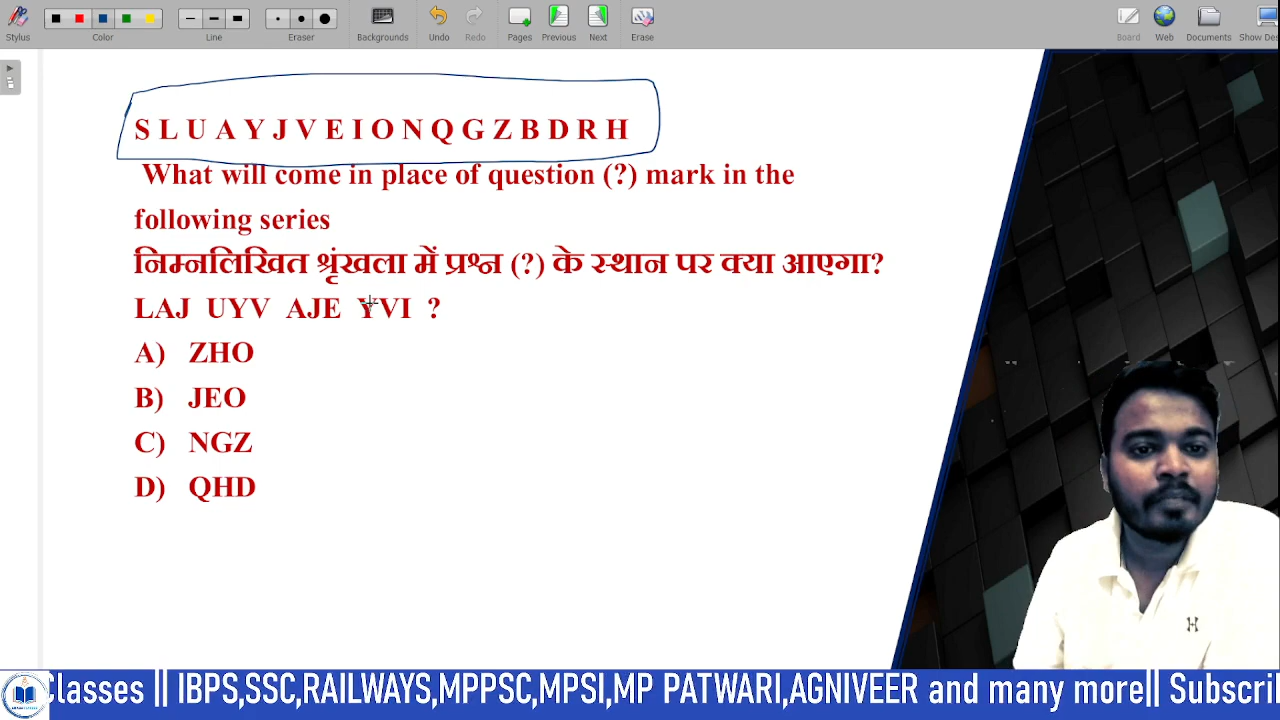 Stylus
Color
Line
Eraser
Backgrounds
Undo
Redo
Pages
Previous
Next
Erase
Board
Web
Documents
Show De
S L U A Y J V E I O N Q G Z B D R H
What will come in place of question (?) mark in the
following series
निम्नलिखित श्रृंखला में प्रश्न (?) के स्थान पर क्या आएगा?
LAJ UYV AJE YVI ?
A) ZHO
B) JEO
C) NGZ
D) QHD
H
Classes || IBPS,SSC,RAILWAYS,MPPSC,MPSI,MP PATWARI,AGNIVEER and many more|| Subscri